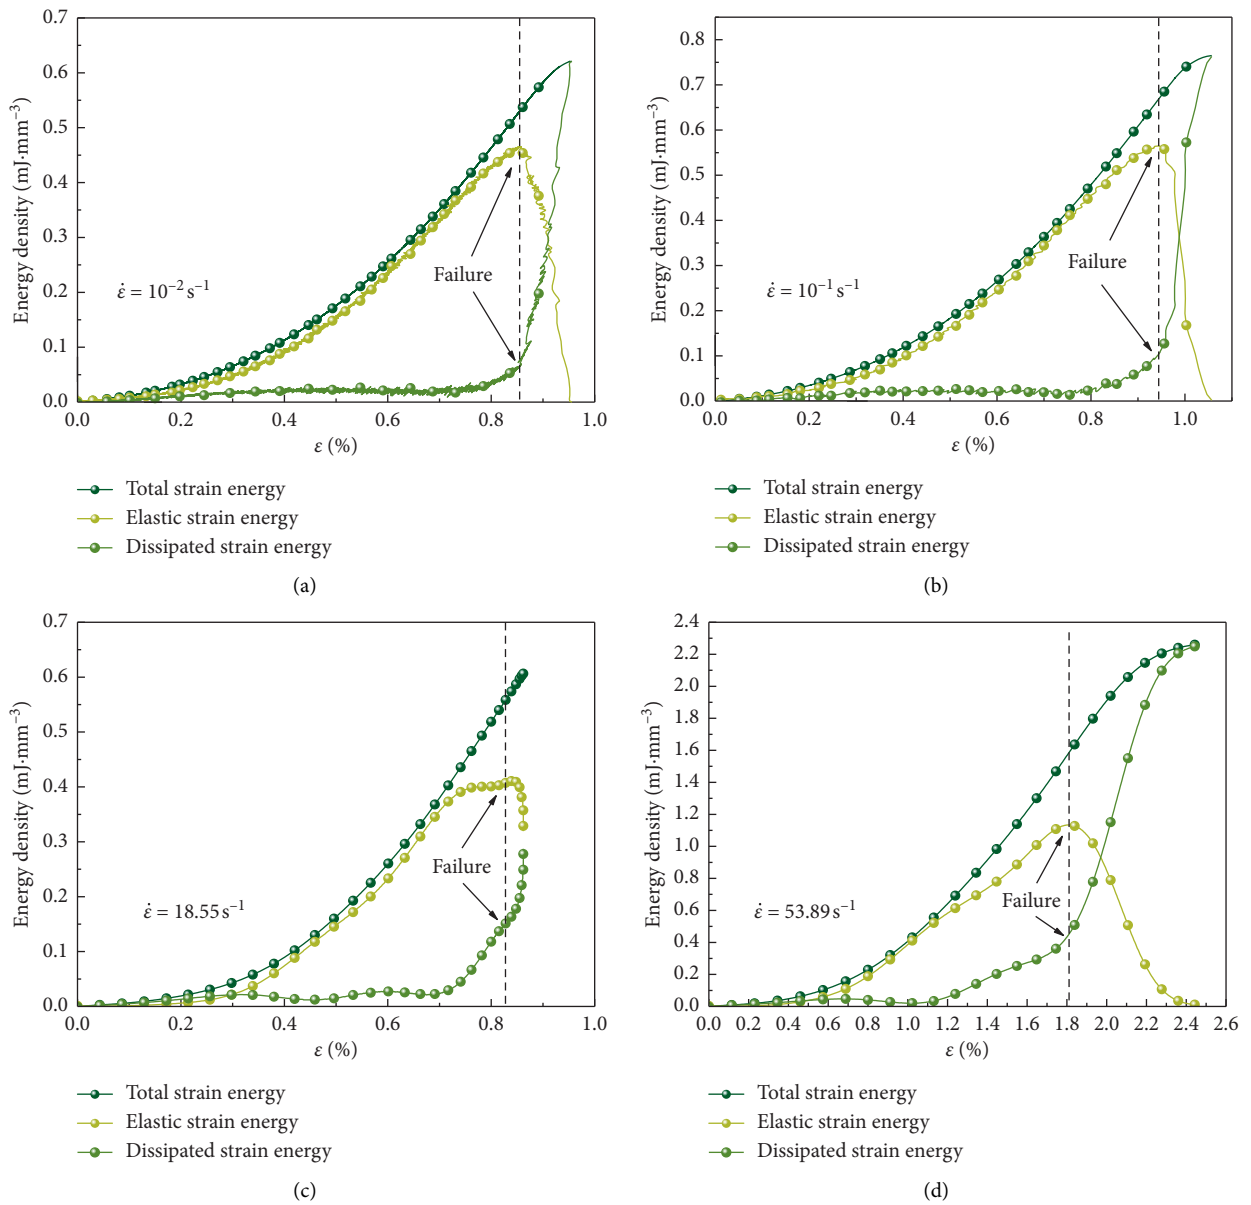 0.7
0.6
0.5
0.4
0.3
0.2
0.1
0.0
Energy density (mJ·mm⁻³)
Failure
ε̇ = 10⁻² s⁻¹
0.0 0.2 0.4 0.6 0.8 1.0
ε (%)
Total strain energy
Elastic strain energy
Dissipated strain energy
(a)
0.8
0.7
0.6
0.5
0.4
0.3
0.2
0.1
0.0
Energy density (mJ·mm⁻³)
Failure
ε̇ = 10⁻¹ s⁻¹
0.0 0.2 0.4 0.6 0.8 1.0
ε (%)
Total strain energy
Elastic strain energy
Dissipated strain energy
(b)
0.7
0.6
0.5
0.4
0.3
0.2
0.1
0.0
Energy density (mJ·mm⁻³)
Failure
ε̇ = 18.55 s⁻¹
0.0 0.2 0.4 0.6 0.8 1.0
ε (%)
Total strain energy
Elastic strain energy
Dissipated strain energy
(c)
2.4
2.2
2.0
1.8
1.6
1.4
1.2
1.0
0.8
0.6
0.4
0.2
0.0
Energy density (mJ·mm⁻³)
Failure
ε̇ = 53.89 s⁻¹
0.0 0.2 0.4 0.6 0.8 1.0 1.2 1.4 1.6 1.8 2.0 2.2 2.4 2.6
ε (%)
Total strain energy
Elastic strain energy
Dissipated strain energy
(d)